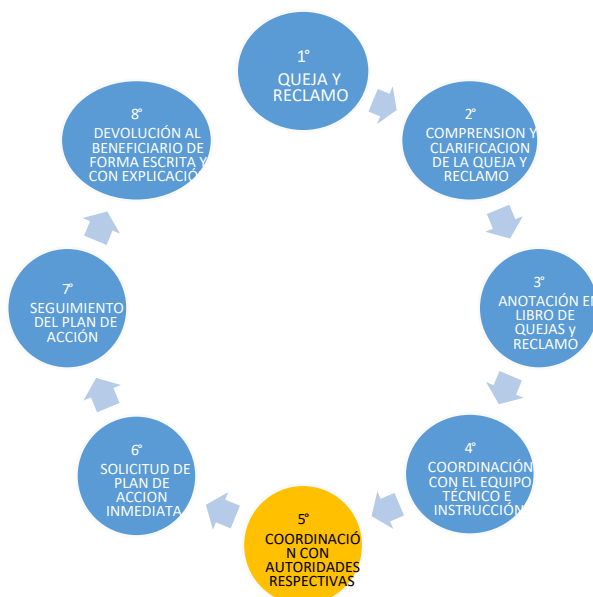 1°
QUEJA Y
RECLAMO
2°
COMPRENSION Y
CLARIFICACION
DE LA QUEJA Y
RECLAMO
3°
ANOTACIÓN EN
LIBRO DE
QUEJAS y
RECLAMO
4°
COORDINACIÓN
CON EL EQUIPO
TÉCNICO E
INSTRUCCIÓN
5°
COORDINACIÓ
N CON
AUTORIDADES
RESPECTIVAS
6°
SOLICITUD DE
PLAN DE
ACCION
INMEDIATA
7°
SEGUIMIENTO
DEL PLAN DE
ACCIÓN
8°
DEVOLUCIÓN AL
BENEFICIARIO DE
FORMA ESCRITA Y
CON EXPLICACIÓN